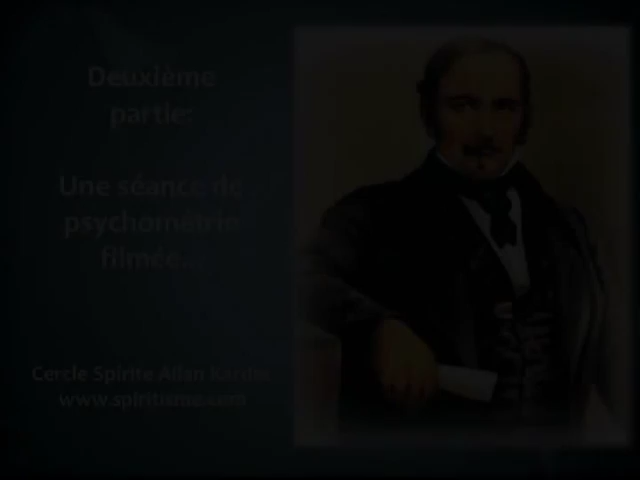 Deuxième
partie:
Une séance de
psychométrie
filmée...
Cercle Spirite Allan Kardec
www.spiritisme.com